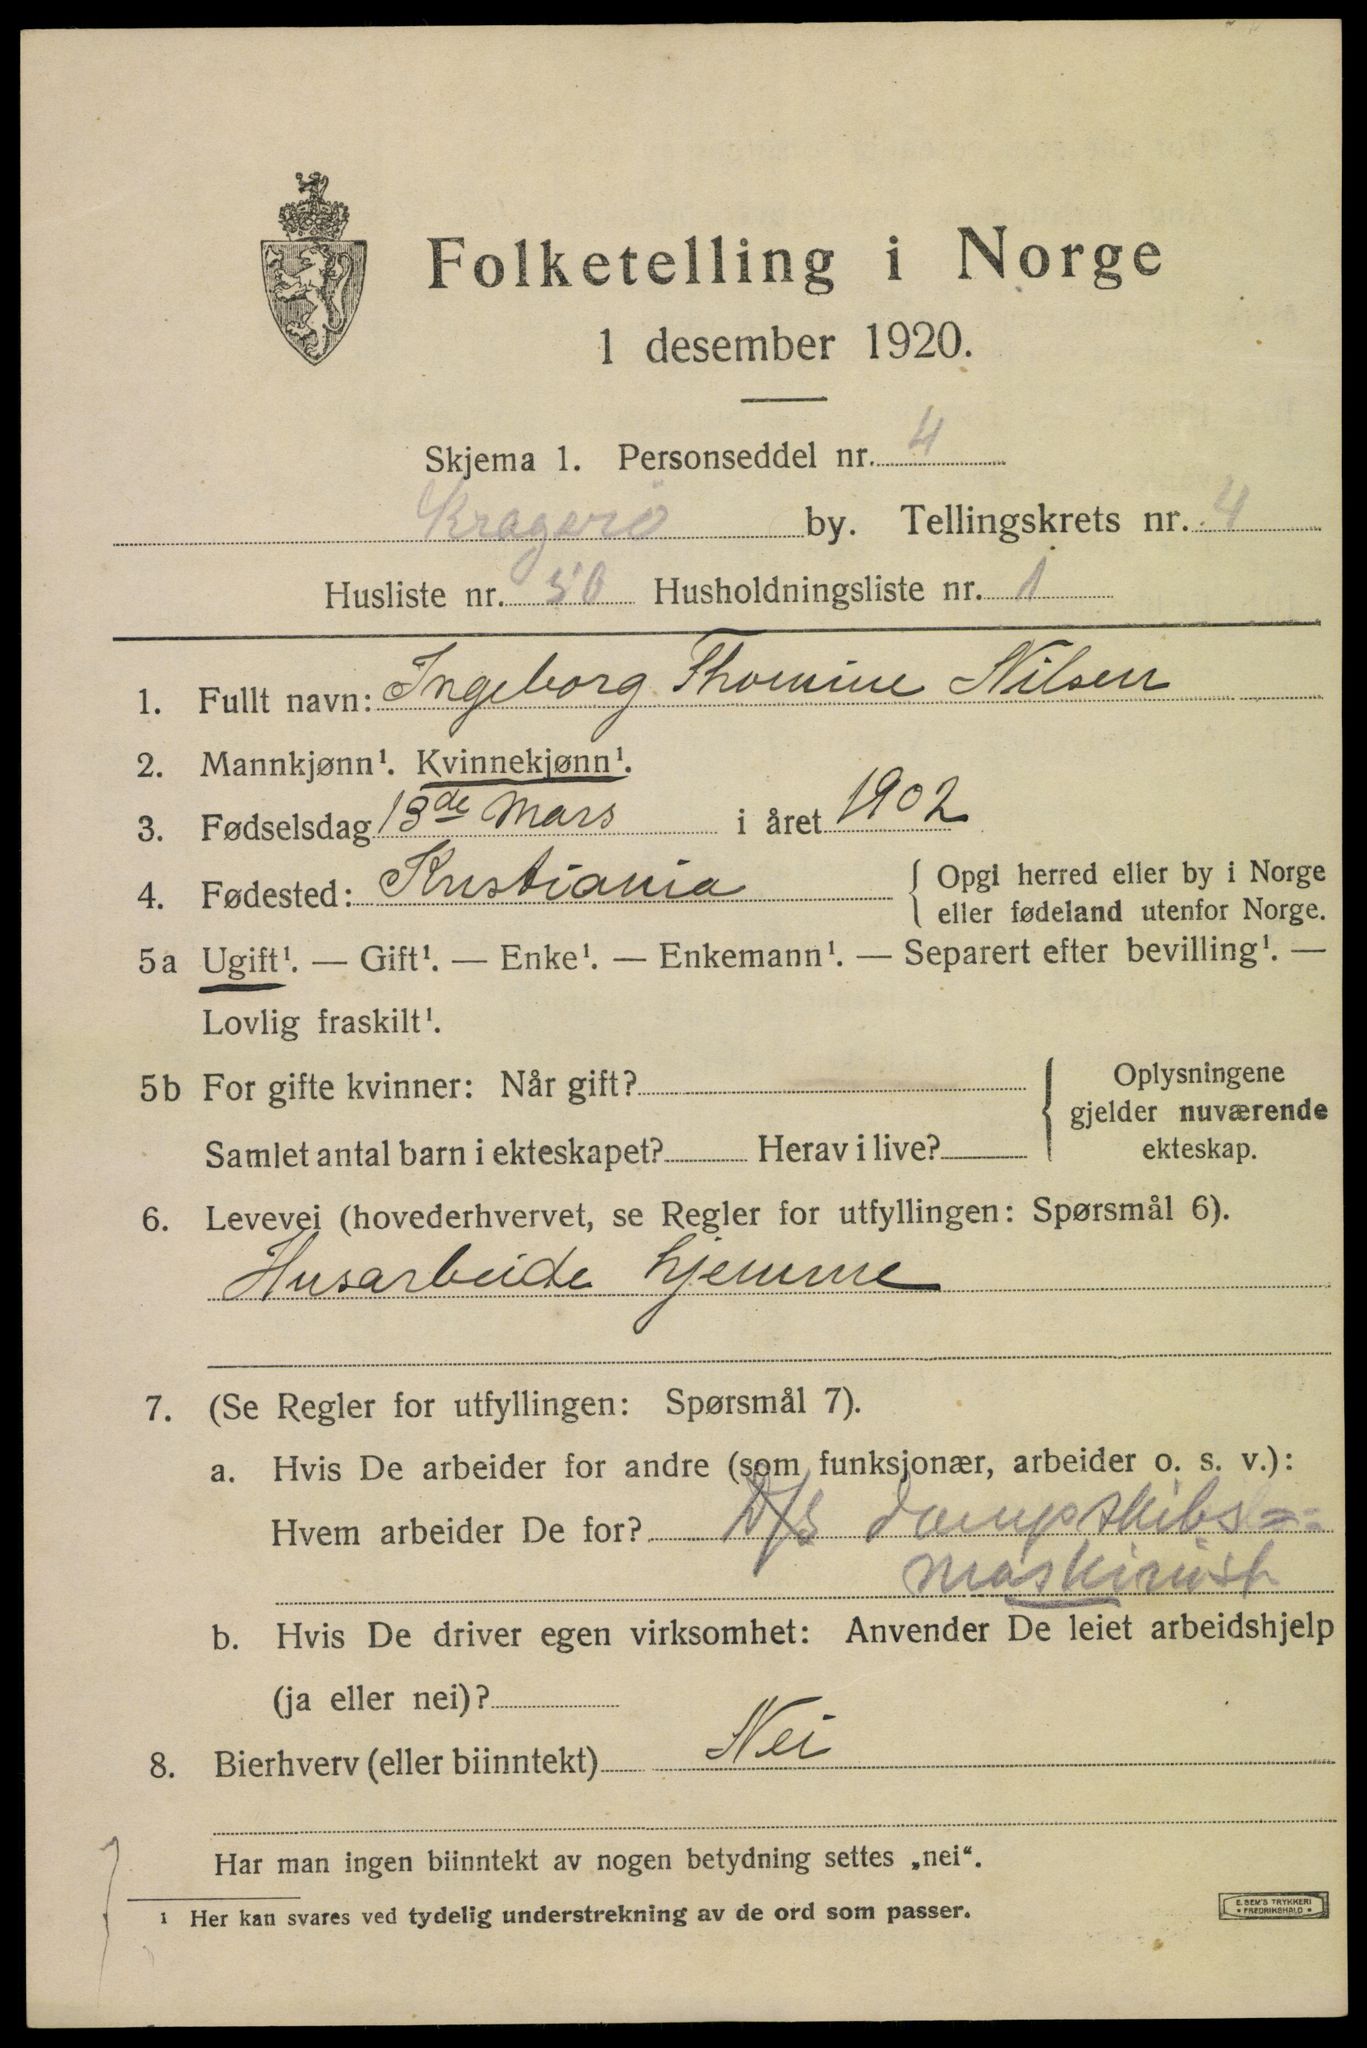 Folketelling i Norge
1 desember 1920.
Skjema 1. Personseddel nr. 4
Kragerö by. Tellingskrets nr. 4
Husliste nr. 50 Husholdningsliste nr. 1
1. Fullt navn: Ingeborg Thomine Nilsen
2. Mannkjønn¹. Kvinnekjønn¹.
3. Fødselsdag 13de Mars i året 1902
4. Fødested: Kristiania { Opgi herred eller by i Norge
eller fødeland utenfor Norge.
5a Ugift¹. — Gift¹. — Enke¹. — Enkemann¹. — Separert efter bevilling¹. —
Lovlig fraskilt¹.
5b For gifte kvinner: Når gift? { Oplysningene
gjelder nuværende
Samlet antal barn i ekteskapet? Herav i live? ekteskap.
6. Levevei (hovederhvervet, se Regler for utfyllingen: Spørsmål 6).
Husarbeide hjemme
7. (Se Regler for utfyllingen: Spørsmål 7).
a. Hvis De arbeider for andre (som funksjonær, arbeider o. s. v.):
Hvem arbeider De for? D/S dampskibs=
maskinist
b. Hvis De driver egen virksomhet: Anvender De leiet arbeidshjelp
(ja eller nei)?
8. Bierhverv (eller biinntekt) Nei
Har man ingen biinntekt av nogen betydning settes „nei“.
¹ Her kan svares ved tydelig understrekning av de ord som passer.
E. SEM'S TRYKKERI
• FREDRIKSHALD •